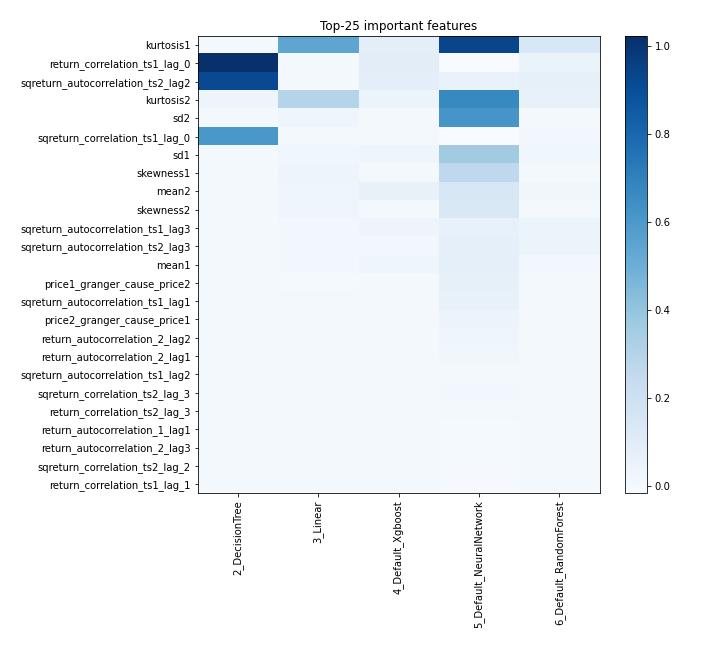 Top-25 important features
kurtosis1
return_correlation_ts1_lag_0
sqreturn_autocorrelation_ts2_lag2
kurtosis2
sd2
sqreturn_correlation_ts1_lag_0
sd1
skewness1
mean2
skewness2
sqreturn_autocorrelation_ts1_lag3
sqreturn_autocorrelation_ts2_lag3
mean1
price1_granger_cause_price2
sqreturn_autocorrelation_ts1_lag1
price2_granger_cause_price1
return_autocorrelation_2_lag2
return_autocorrelation_2_lag1
sqreturn_autocorrelation_ts1_lag2
sqreturn_correlation_ts2_lag_3
return_correlation_ts2_lag_3
return_autocorrelation_1_lag1
return_autocorrelation_2_lag3
sqreturn_correlation_ts2_lag_2
return_correlation_ts1_lag_1
2_DecisionTree
3_Linear
4_Default_Xgboost
5_Default_NeuralNetwork
6_Default_RandomForest
1.0
0.8
0.6
0.4
0.2
0.0